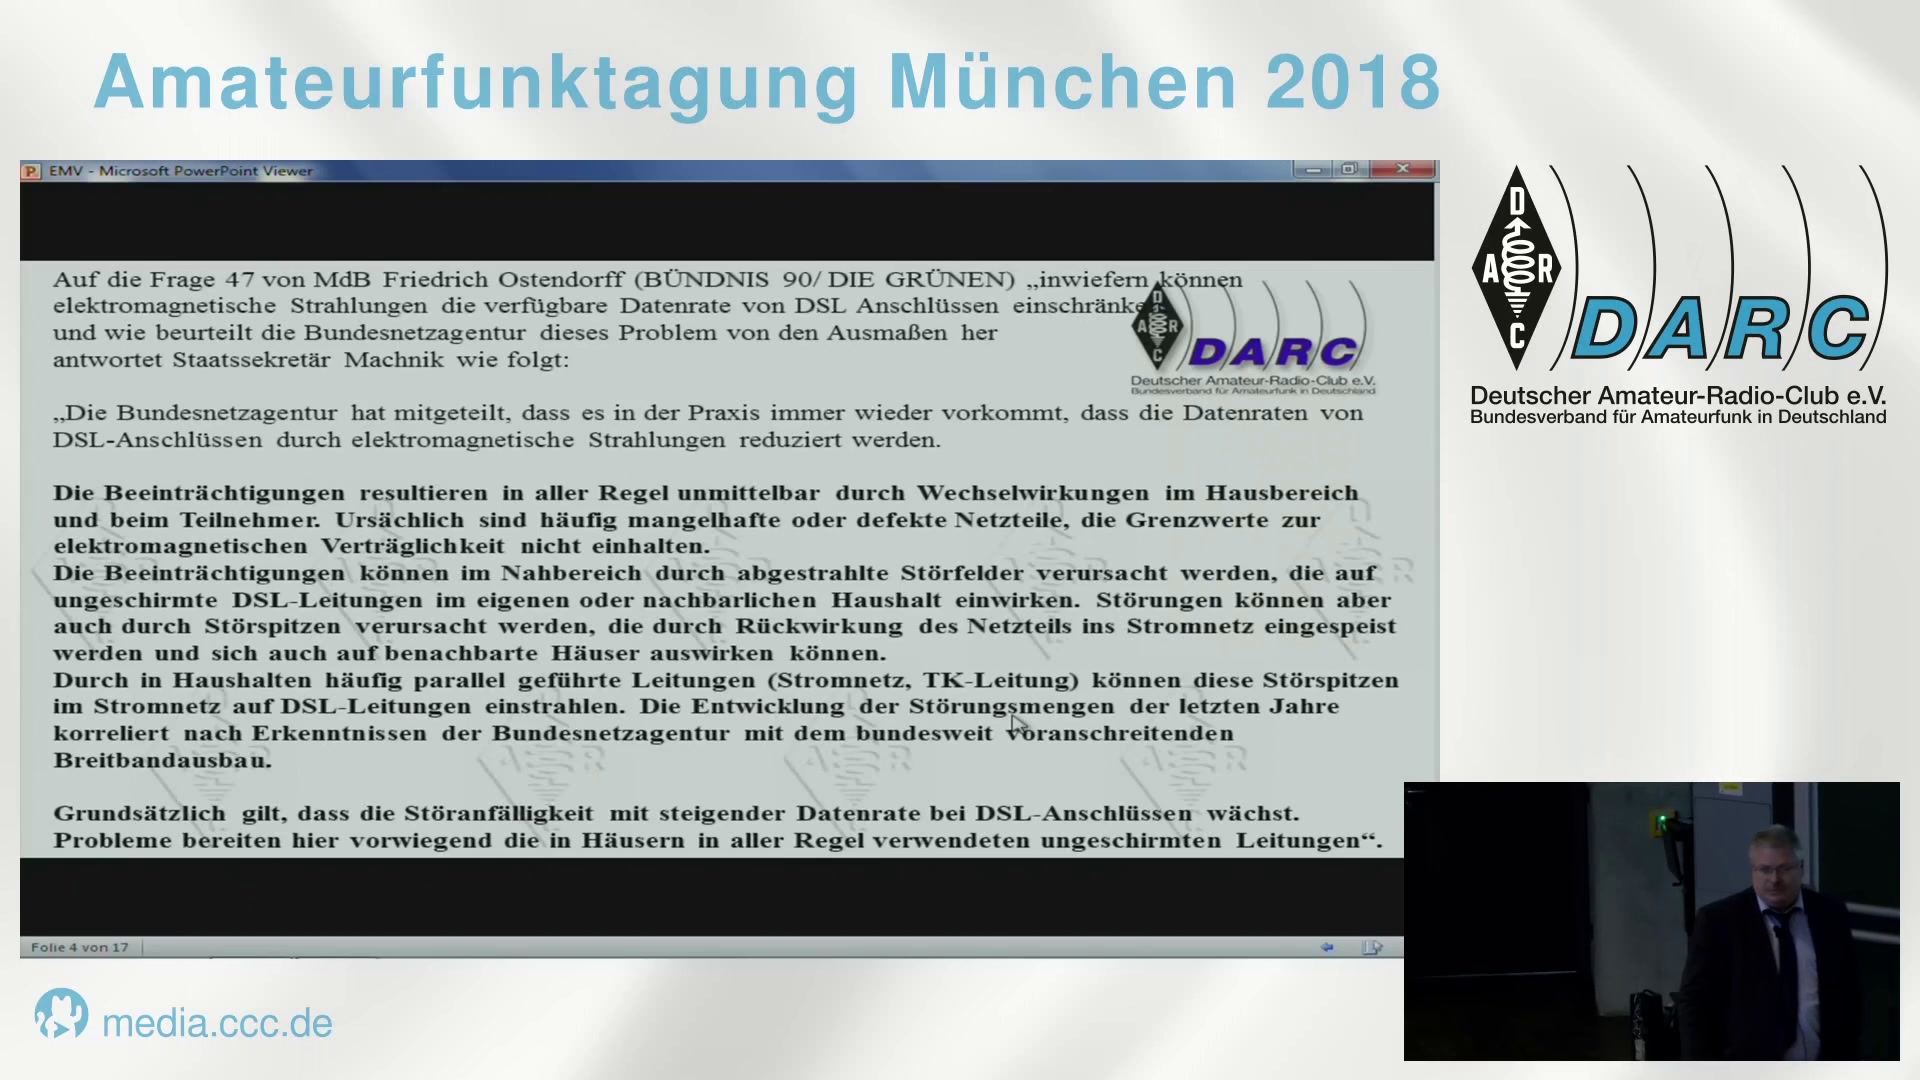 Amateurfunktagung München 2018
EMV - Microsoft PowerPoint Viewer
Auf die Frage 47 von MdB Friedrich Ostendorff (BÜNDNIS 90/ DIE GRÜNEN) „inwiefern können
elektromagnetische Strahlungen die verfügbare Datenrate von DSL Anschlüssen einschränke
und wie beurteilt die Bundesnetzagentur dieses Problem von den Ausmaßen her
antwortet Staatssekretär Machnik wie folgt:
DARC
DARC
Deutscher Amateur-Radio-Club e.V.
Bundesverband für Amateurfunk in Deutschland
„Die Bundesnetzagentur hat mitgeteilt, dass es in der Praxis immer wieder vorkommt, dass die Datenraten von
DSL-Anschlüssen durch elektromagnetische Strahlungen reduziert werden.
Die Beeinträchtigungen resultieren in aller Regel unmittelbar durch Wechselwirkungen im Hausbereich
und beim Teilnehmer. Ursächlich sind häufig mangelhafte oder defekte Netzteile, die Grenzwerte zur
elektromagnetischen Verträglichkeit nicht einhalten.
Die Beeinträchtigungen können im Nahbereich durch abgestrahlte Störfelder verursacht werden, die auf
ungeschirmte DSL-Leitungen im eigenen oder nachbarlichen Haushalt einwirken. Störungen können aber
auch durch Störspitzen verursacht werden, die durch Rückwirkung des Netzteils ins Stromnetz eingespeist
werden und sich auch auf benachbarte Häuser auswirken können.
Durch in Haushalten häufig parallel geführte Leitungen (Stromnetz, TK-Leitung) können diese Störspitzen
im Stromnetz auf DSL-Leitungen einstrahlen. Die Entwicklung der Störungsmengen der letzten Jahre
korreliert nach Erkenntnissen der Bundesnetzagentur mit dem bundesweit voranschreitenden
Breitbandausbau.
Grundsätzlich gilt, dass die Störanfälligkeit mit steigender Datenrate bei DSL-Anschlüssen wächst.
Probleme bereiten hier vorwiegend die in Häusern in aller Regel verwendeten ungeschirmten Leitungen“.
Folie 4 von 17
DARC
DARC
Deutscher Amateur-Radio-Club e.V.
Bundesverband für Amateurfunk in Deutschland
media.ccc.de